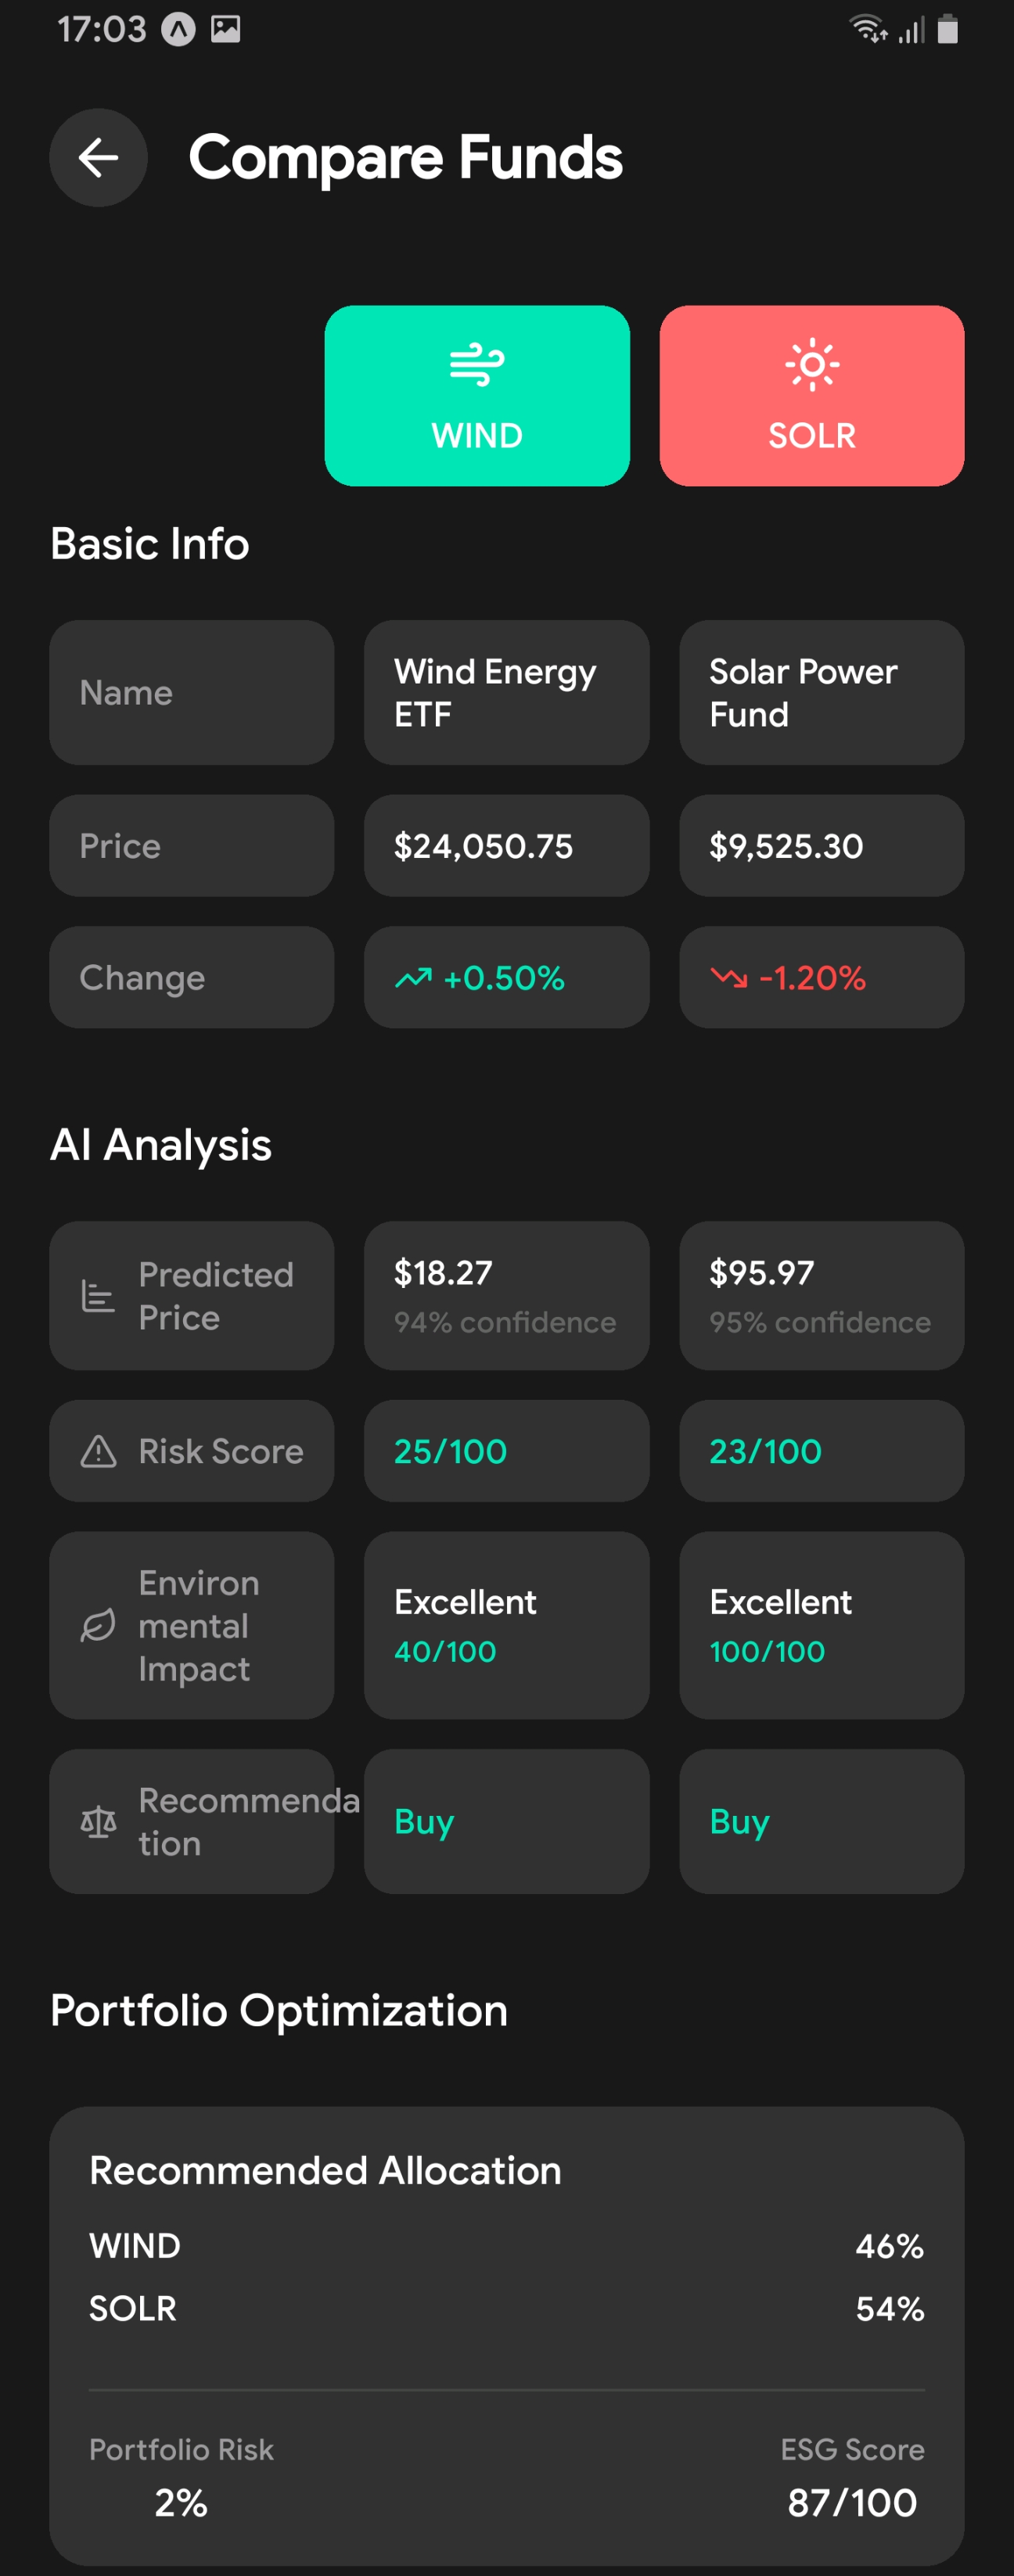 17:03
Compare Funds
WIND
SOLR
Basic Info
Name
Wind Energy
ETF
Solar Power
Fund
Price
$24,050.75
$9,525.30
Change
+0.50%
-1.20%
AI Analysis
Predicted
Price
$18.27
94% confidence
$95.97
95% confidence
Risk Score
25/100
23/100
Environ
mental
Impact
Excellent
40/100
Excellent
100/100
Recommenda
tion
Buy
Buy
Portfolio Optimization
Recommended Allocation
WIND
46%
SOLR
54%
Portfolio Risk
2%
ESG Score
87/100